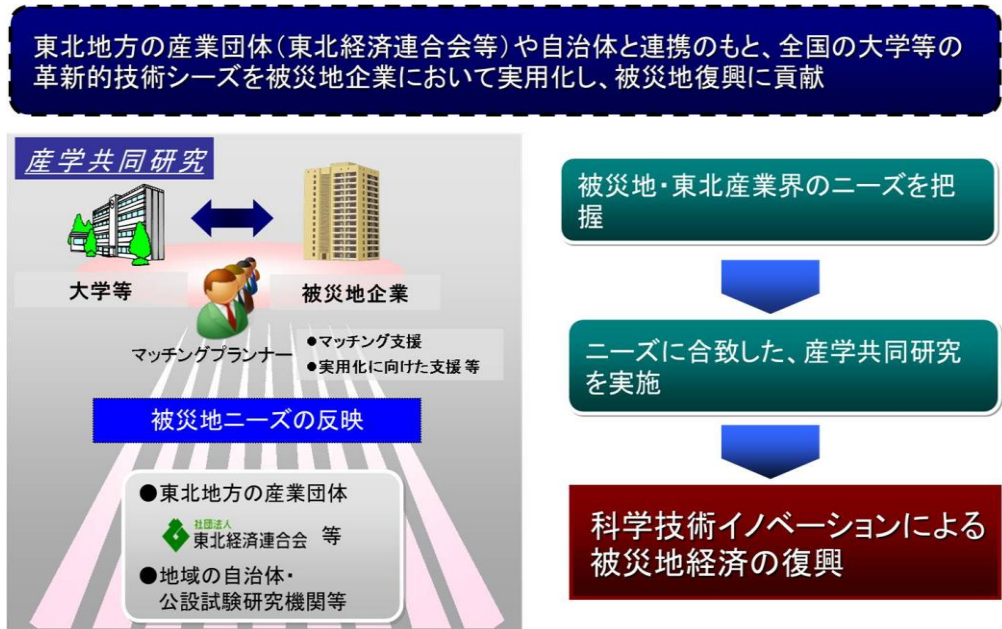 東北地方の産業団体(東北経済連合会等)や自治体と連携のもと、全国の大学等の
革新的技術シーズを被災地企業において実用化し、被災地復興に貢献
産学共同研究
大学等
被災地企業
マッチングプランナー
●マッチング支援
●実用化に向けた支援 等
被災地ニーズの反映
●東北地方の産業団体
社団法人
東北経済連合会 等
●地域の自治体・
公設試験研究機関等
被災地・東北産業界のニーズを把
握
ニーズに合致した、産学共同研究
を実施
科学技術イノベーションによる
被災地経済の復興